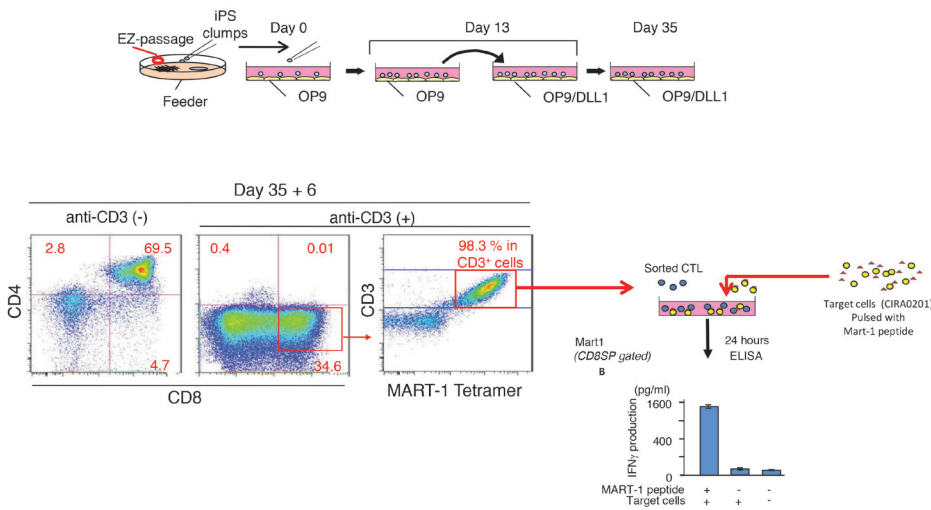 iPS
clumps
EZ-passage
Day 0
Day 13
Day 35
Feeder
OP9
OP9
OP9/DLL1
OP9/DLL1
Day 35 + 6
anti-CD3 (-)
anti-CD3 (+)
2.8
69.5
0.4
0.01
98.3 % in
CD3+ cells
CD4
CD3
4.7
34.6
CD8
MART-1 Tetramer
Sorted CTL
Target cells (CIRA0201)
Pulsed with
Mart-1 peptide
Mart1
(CD8SP gated)
B
24 hours
ELISA
(pg/ml)
1600
400
0
IFNγ production
MART-1 peptide + - -
Target cells + + -